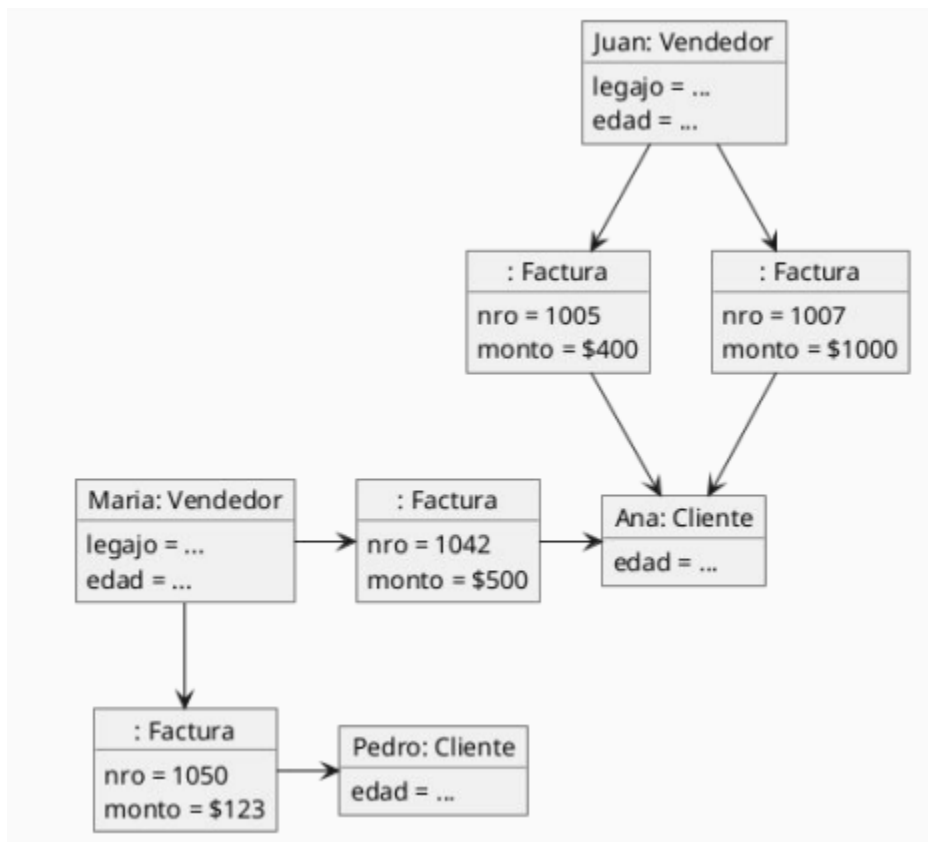 Juan: Vendedor
legajo = ...
edad = ...
: Factura
nro = 1005
monto = $400
: Factura
nro = 1007
monto = $1000
Maria: Vendedor
legajo = ...
edad = ...
: Factura
nro = 1042
monto = $500
Ana: Cliente
edad = ...
: Factura
nro = 1050
monto = $123
Pedro: Cliente
edad = ...